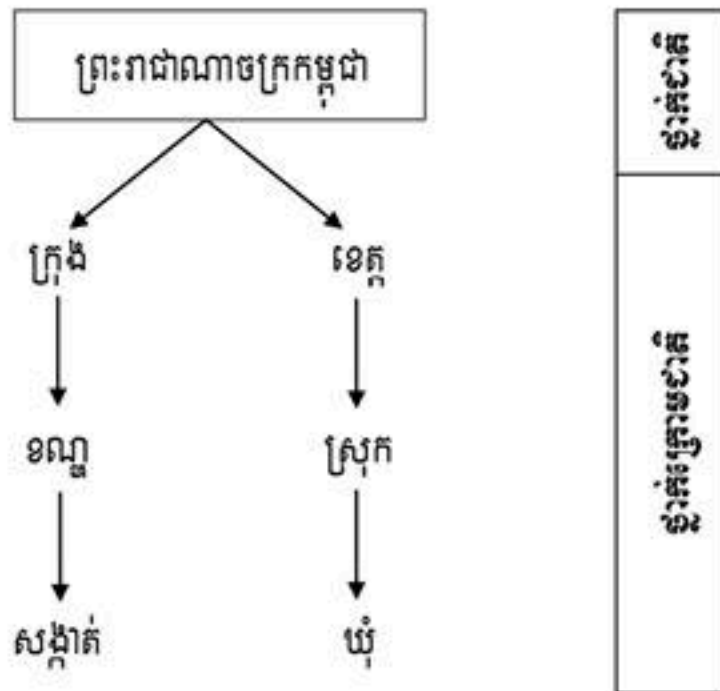 ព្រះរាជាណាចក្រកម្ពុជា
ថ្នាក់ជាតិ
ក្រុង
ខេត្ត
ខណ្ឌ
ស្រុក
ថ្នាក់ក្រោមជាតិ
សង្កាត់
ឃុំ